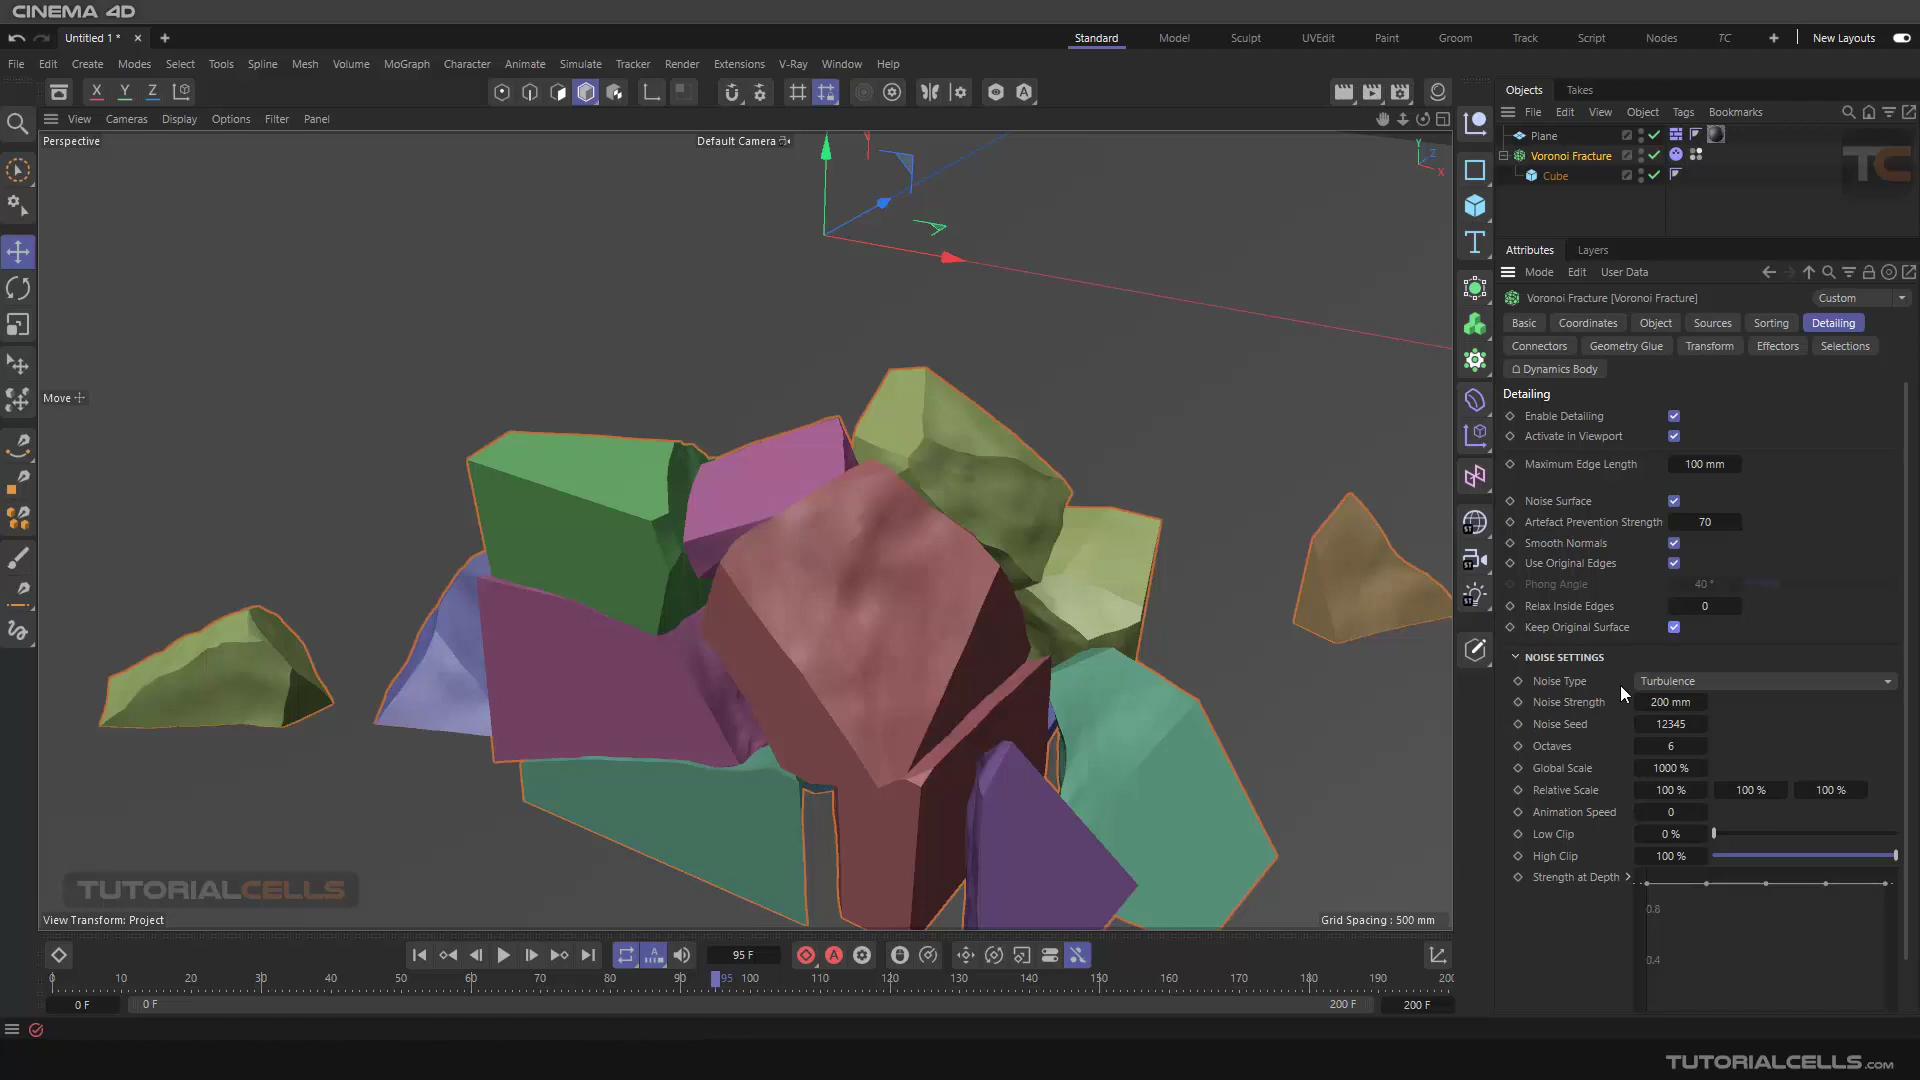 CINEMA 4D
Untitled 1 *
Standard Model Sculpt UVEdit Paint Groom Track Script Nodes TC New Layouts
File Edit Create Modes Select Tools Spline Mesh Volume MoGraph Character Animate Simulate Tracker Render Extensions V-Ray Window Help
X Y Z
View Cameras Display Options Filter Panel
Perspective
Default Camera
Y Z X
Y
Move
TUTORIALCELLS
View Transform: Project
Grid Spacing : 500 mm
Objects Takes
File Edit View Object Tags Bookmarks
Plane
Voronoi Fracture
Cube
TC
Attributes Layers
Mode Edit User Data
Voronoi Fracture [Voronoi Fracture] Custom
Basic Coordinates Object Sources Sorting Detailing
Connectors Geometry Glue Transform Effectors Selections
Dynamics Body
Detailing
Enable Detailing
Activate in Viewport
Maximum Edge Length 100 mm
Noise Surface
Artefact Prevention Strength 70
Smooth Normals
Use Original Edges
Phong Angle 40 °
Relax Inside Edges 0
Keep Original Surface
NOISE SETTINGS
Noise Type Turbulence
Noise Strength 200 mm
Noise Seed 12345
Octaves 6
Global Scale 1000 %
Relative Scale 100 % 100 % 100 %
Animation Speed 0
Low Clip 0 %
High Clip 100 %
Strength at Depth
0.8
0.4
95 F
0 10 20 30 40 50 60 70 80 90 95 100 110 120 130 140 150 160 170 180 190 200
0 F 0 F 200 F 200 F
TUTORIALCELLS.com